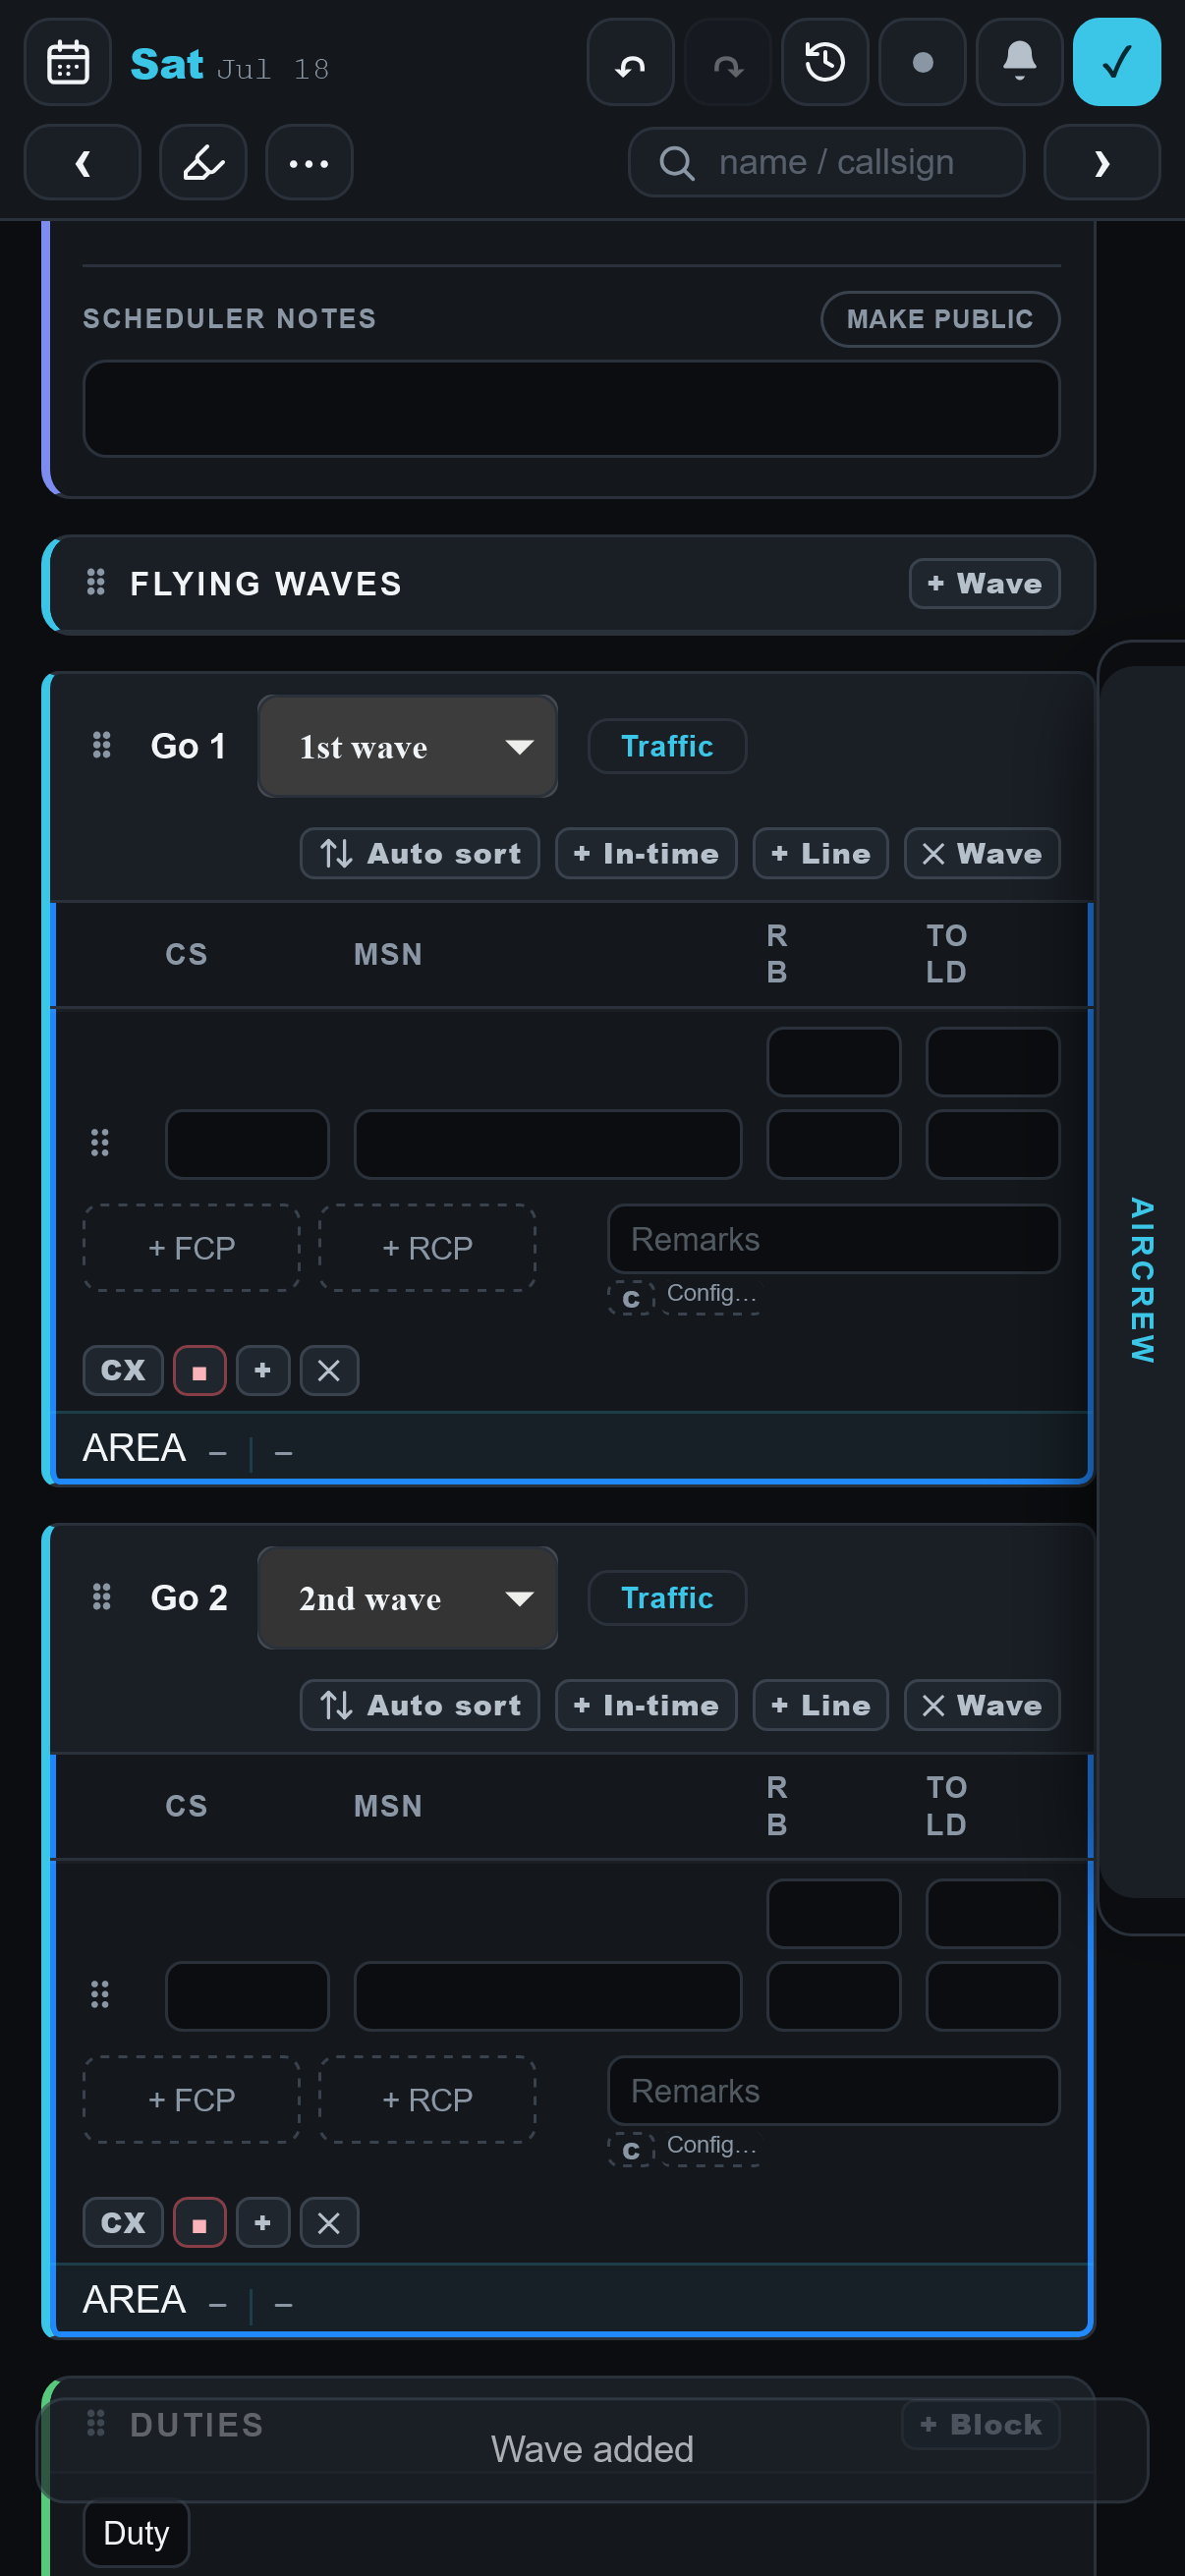 Sat Jul 18
name / callsign
SCHEDULER NOTES MAKE PUBLIC
FLYING WAVES + Wave
Go 1 1st wave Traffic
Auto sort + In-time + Line × Wave
CS MSN R B TO LD
+ FCP + RCP Remarks
C Config...
CX + ×
AREA – | –
Go 2 2nd wave Traffic
Auto sort + In-time + Line × Wave
CS MSN R B TO LD
+ FCP + RCP Remarks
C Config...
CX + ×
AREA – | –
AIRCREW
DUTIES + Block
Wave added
Duty